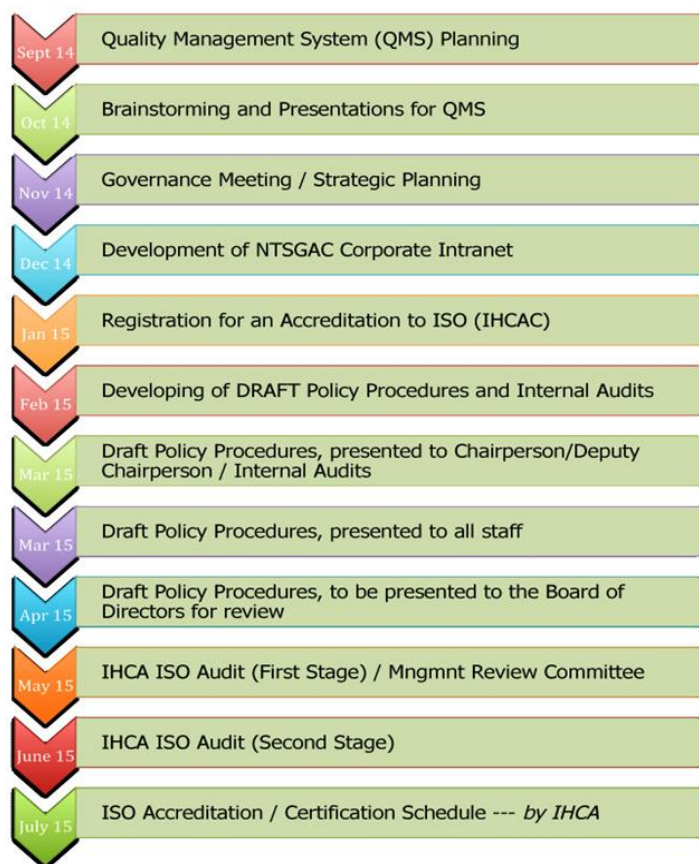 Sept 14
Quality Management System (QMS) Planning
Oct 14
Brainstorming and Presentations for QMS
Nov 14
Governance Meeting / Strategic Planning
Dec 14
Development of NTSGAC Corporate Intranet
Jan 15
Registration for an Accreditation to ISO (IHCAC)
Feb 15
Developing of DRAFT Policy Procedures and Internal Audits
Mar 15
Draft Policy Procedures, presented to Chairperson/Deputy
Chairperson / Internal Audits
Mar 15
Draft Policy Procedures, presented to all staff
Apr 15
Draft Policy Procedures, to be presented to the Board of
Directors for review
May 15
IHCA ISO Audit (First Stage) / Mngmnt Review Committee
June 15
IHCA ISO Audit (Second Stage)
July 15
ISO Accreditation / Certification Schedule --- by IHCA